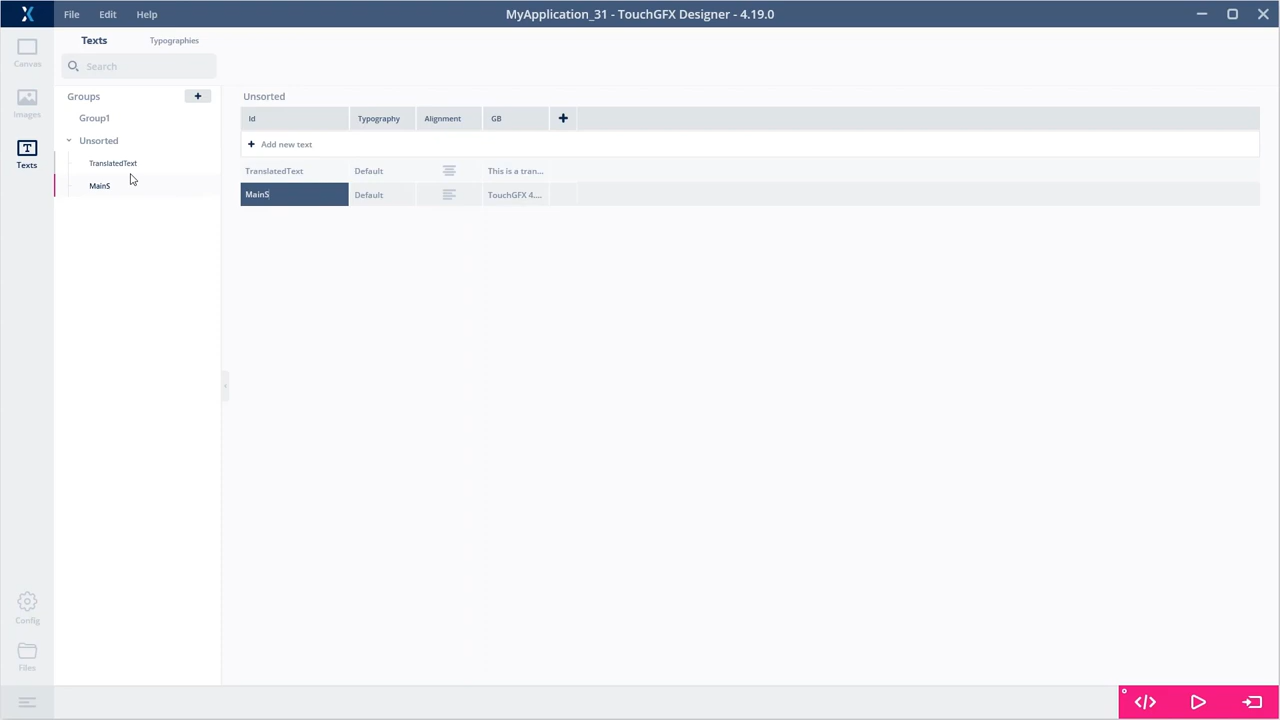 File Edit Help
MyApplication_31 - TouchGFX Designer - 4.19.0
Canvas
Images
Texts
Config
Files
Texts Typographies
Search
Groups
Group1
Unsorted
TranslatedText
MainS
Unsorted
Id Typography Alignment GB
Add new text
TranslatedText Default This is a tran...
MainS Default TouchGFX 4....